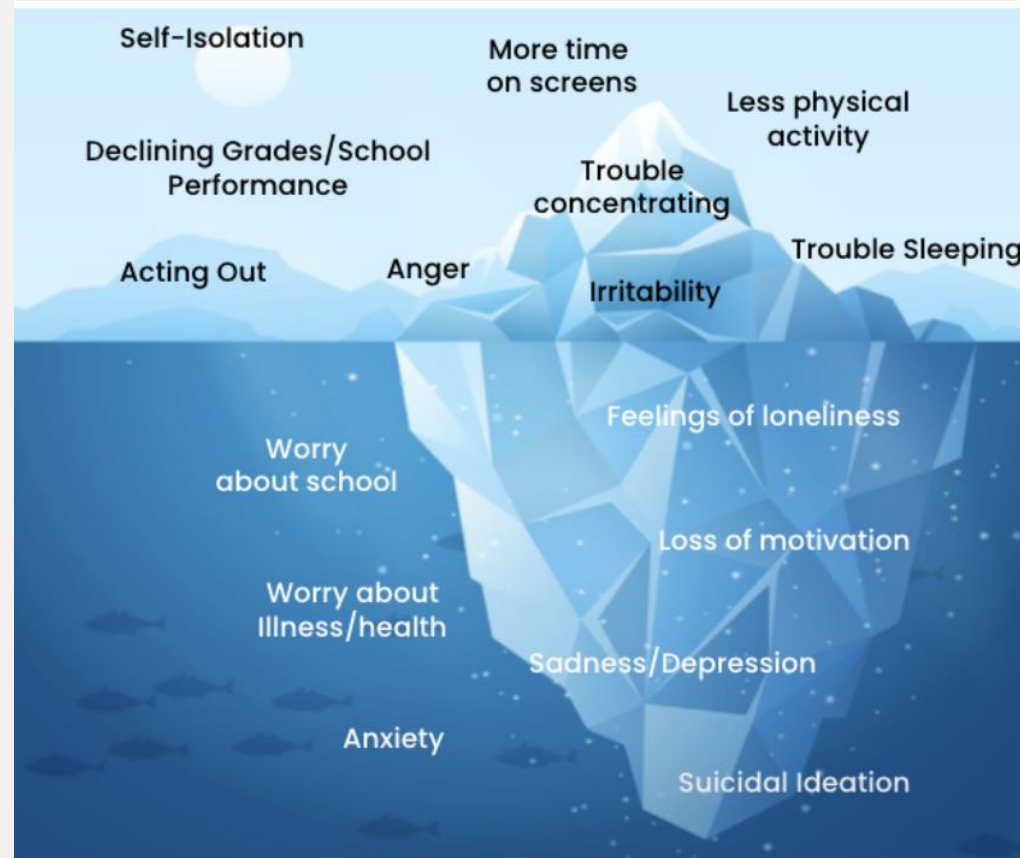 Self-Isolation
More time
on screens
Less physical
activity
Declining Grades/School
Performance
Trouble
concentrating
Trouble Sleeping
Acting Out
Anger
Irritability
Feelings of loneliness
Worry
about school
Loss of motivation
Worry about
Illness/health
Sadness/Depression
Anxiety
Suicidal Ideation